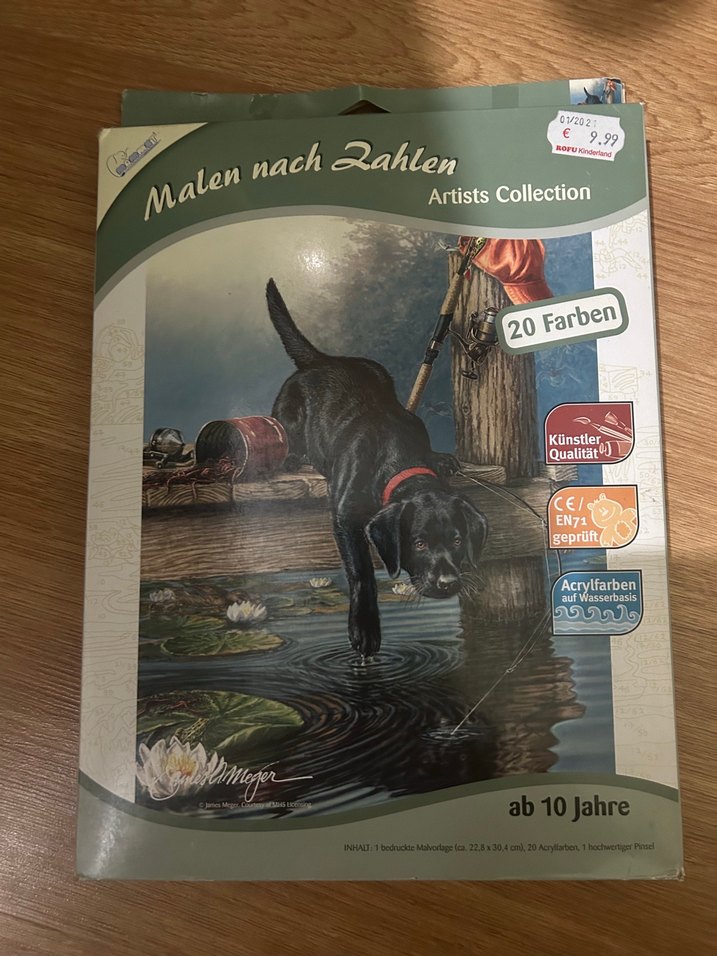 01/2021
€ 9.99
ROFU Kinderland
Malen nach Zahlen
Artists Collection
20 Farben
Künstler
Qualität
CE/
EN71
geprüft
Acrylfarben
auf Wasserbasis
James A. Meger
© James Meger, Courtesy of MHS Licensing
ab 10 Jahre
INHALT: 1 bedruckte Malvorlage (ca. 22,8 x 30,4 cm), 20 Acrylfarben, 1 hochwertiger Pinsel